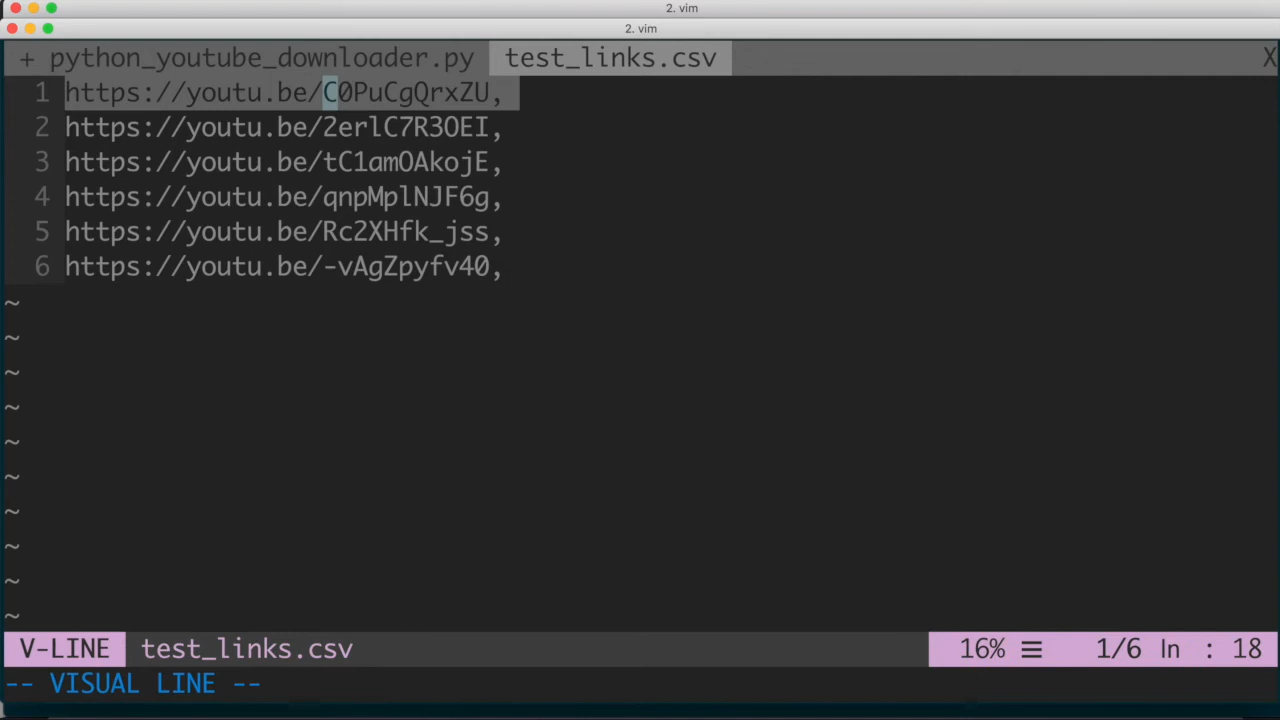 2. vim
2. vim
+ python_youtube_downloader.py test_links.csv X
1 https://youtu.be/C0PuCgQrxZU,
2 https://youtu.be/2erlC7R3OEI,
3 https://youtu.be/tC1amOAkojE,
4 https://youtu.be/qnpMplNJF6g,
5 https://youtu.be/Rc2XHfk_jss,
6 https://youtu.be/-vAgZpyfv40,
~
~
~
~
~
~
~
~
~
~
V-LINE test_links.csv 16% ☰ 1/6 ln : 18
-- VISUAL LINE --